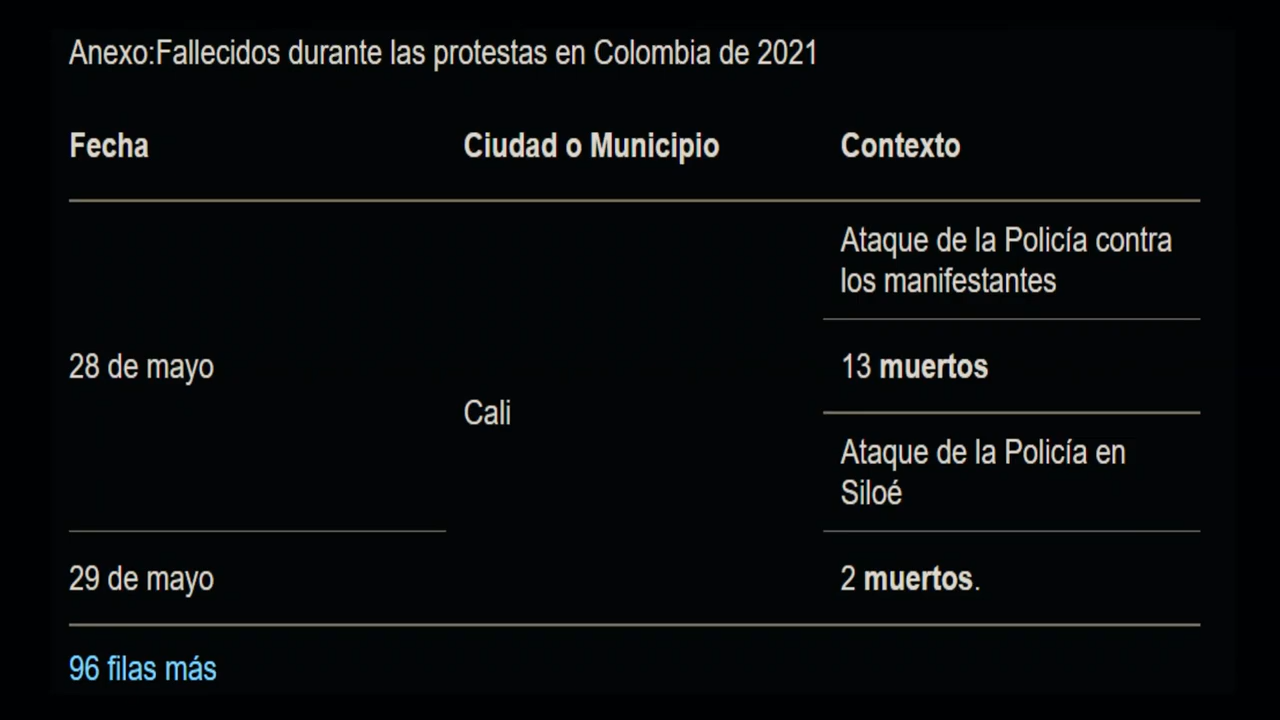 Anexo:Fallecidos durante las protestas en Colombia de 2021
Fecha
Ciudad o Municipio
Contexto
Ataque de la Policía contra
los manifestantes
28 de mayo
13 muertos
Cali
Ataque de la Policía en
Siloé
29 de mayo
2 muertos.
96 filas más